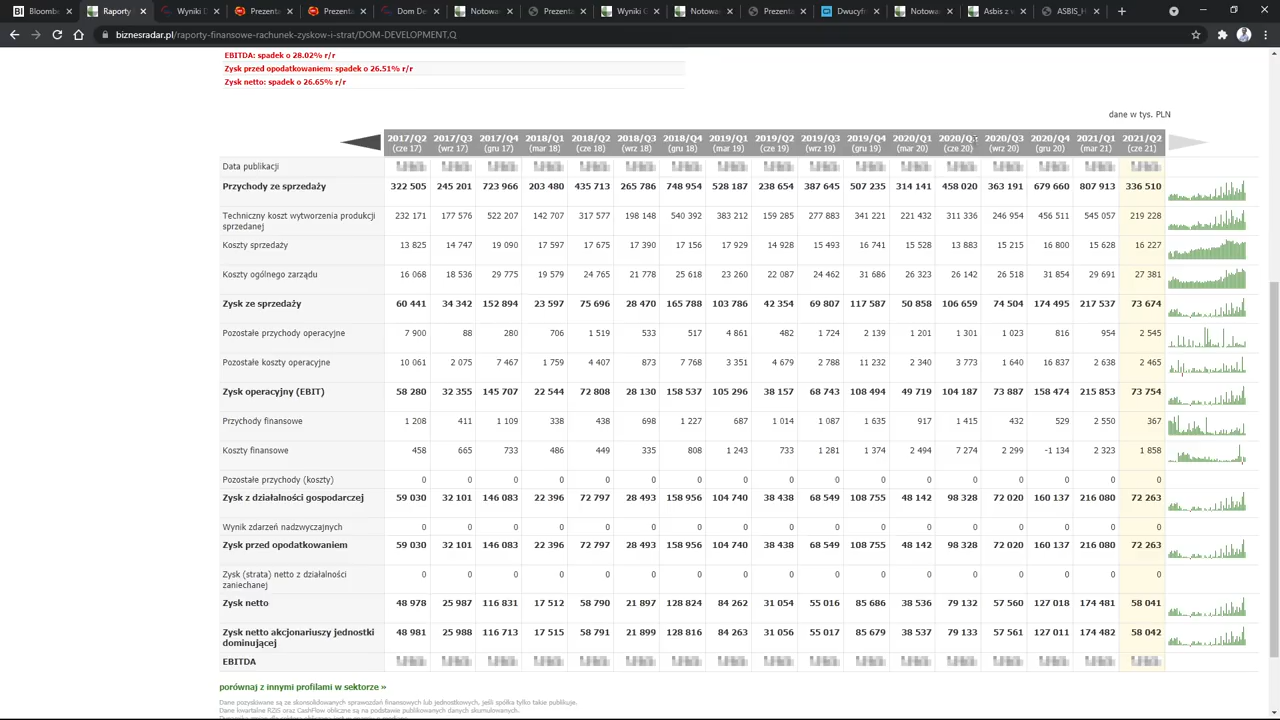 Bloomb
Raporty
Notowa
Komentar
Wyniki f
Prezenta
Wyniki G
Notowa
Prezenta
Dwucyfr
Notowa
Asbis z
ASBIS_H
biznesradar.pl/raporty-finansowe-rachunek-zyskow-i-strat/DOM-DEVELOPMENT,Q
EBITDA: spadek o 28.02% r/r
Zysk przed opodatkowaniem: spadek o 26.51% r/r
Zysk netto: spadek o 26.65% r/r
dane w tys. PLN
2017/Q2 2017/Q3 2017/Q4 2018/Q1 2018/Q2 2018/Q3 2018/Q4 2019/Q1 2019/Q2 2019/Q3 2019/Q4 2020/Q1 2020/Q2 2020/Q3 2020/Q4 2021/Q1 2021/Q2
(cze 17) (wrz 17) (gru 17) (mar 18) (cze 18) (wrz 18) (gru 18) (mar 19) (cze 19) (wrz 19) (gru 19) (mar 20) (cze 20) (wrz 20) (gru 20) (mar 21) (cze 21)
Data publikacji
Przychody ze sprzedaży 322 505 245 201 723 966 203 480 435 713 265 786 748 954 528 187 238 654 387 645 507 235 314 141 458 020 363 191 679 660 807 913 336 510
Techniczny koszt wytworzenia produkcji sprzedanej 232 171 177 576 522 207 142 707 317 577 198 148 540 392 383 212 159 285 277 883 341 221 221 432 311 336 246 954 456 511 545 057 219 228
Koszty sprzedaży 13 825 14 747 19 090 17 597 17 675 17 390 17 156 17 929 14 928 15 493 16 741 15 528 13 883 15 215 16 800 15 628 16 227
Koszty ogólnego zarządu 16 068 18 536 29 775 19 579 24 765 21 778 25 618 23 260 22 087 24 462 31 686 26 323 26 142 26 518 31 854 29 691 27 381
Zysk ze sprzedaży 60 441 34 342 152 894 23 597 75 696 28 470 165 788 103 786 42 354 69 807 117 587 50 858 106 659 74 504 174 495 217 537 73 674
Pozostałe przychody operacyjne 7 900 88 280 706 1 519 533 517 4 861 482 1 724 2 139 1 201 1 301 1 023 816 954 2 545
Pozostałe koszty operacyjne 10 061 2 075 7 467 1 759 4 407 873 7 768 3 351 4 679 2 788 11 232 2 340 3 773 1 640 16 837 2 638 2 465
Zysk operacyjny (EBIT) 58 280 32 355 145 707 22 544 72 808 28 130 158 537 105 296 38 157 68 743 108 494 49 719 104 187 73 887 158 474 215 853 73 754
Przychody finansowe 1 208 411 1 109 338 438 698 1 227 687 1 014 1 087 1 635 917 1 415 432 529 2 550 367
Koszty finansowe 458 665 733 486 449 335 808 1 243 733 1 281 1 374 2 494 7 274 2 299 -1 134 2 323 1 858
Pozostałe przychody (koszty) 0 0 0 0 0 0 0 0 0 0 0 0 0 0 0 0 0
Zysk z działalności gospodarczej 59 030 32 101 146 083 22 396 72 797 28 493 158 956 104 740 38 438 68 549 108 755 48 142 98 328 72 020 160 137 216 080 72 263
Wynik zdarzeń nadzwyczajnych 0 0 0 0 0 0 0 0 0 0 0 0 0 0 0 0 0
Zysk przed opodatkowaniem 59 030 32 101 146 083 22 396 72 797 28 493 158 956 104 740 38 438 68 549 108 755 48 142 98 328 72 020 160 137 216 080 72 263
Zysk (strata) netto z działalności zaniechanej 0 0 0 0 0 0 0 0 0 0 0 0 0 0 0 0 0
Zysk netto 48 978 25 987 116 831 17 512 58 790 21 897 128 824 84 262 31 054 55 016 85 686 38 536 79 132 57 560 127 018 174 481 58 041
Zysk netto akcjonariuszy jednostki dominującej 48 981 25 988 116 713 17 515 58 791 21 899 128 816 84 263 31 056 55 017 85 679 38 537 79 133 57 561 127 011 174 482 58 042
EBITDA
porównaj z innymi profilami w sektorze »
Dane pozyskiwane są ze skonsolidowanych sprawozdań finansowych lub jednostkowych, jeśli spółka tylko takie publikuje.
Dane kwartalne RZiS oraz CashFlow obliczne są na podstawie publikowanych danych skumulowanych.